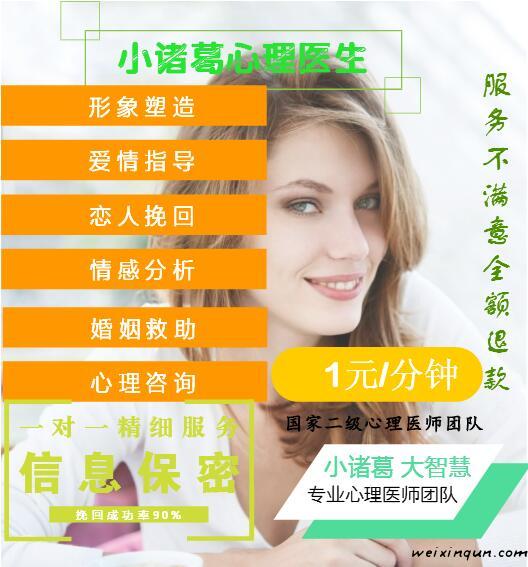 小诸葛心理医生
形象塑造
爱情指导
恋人挽回
情感分析
婚姻救助
心理咨询
服务不满意全额退款
1元/分钟
国家二级心理医师团队
一对一精细服务
信息保密
挽回成功率90%
小诸葛 大智慧
专业心理医师团队
weixinqun.com